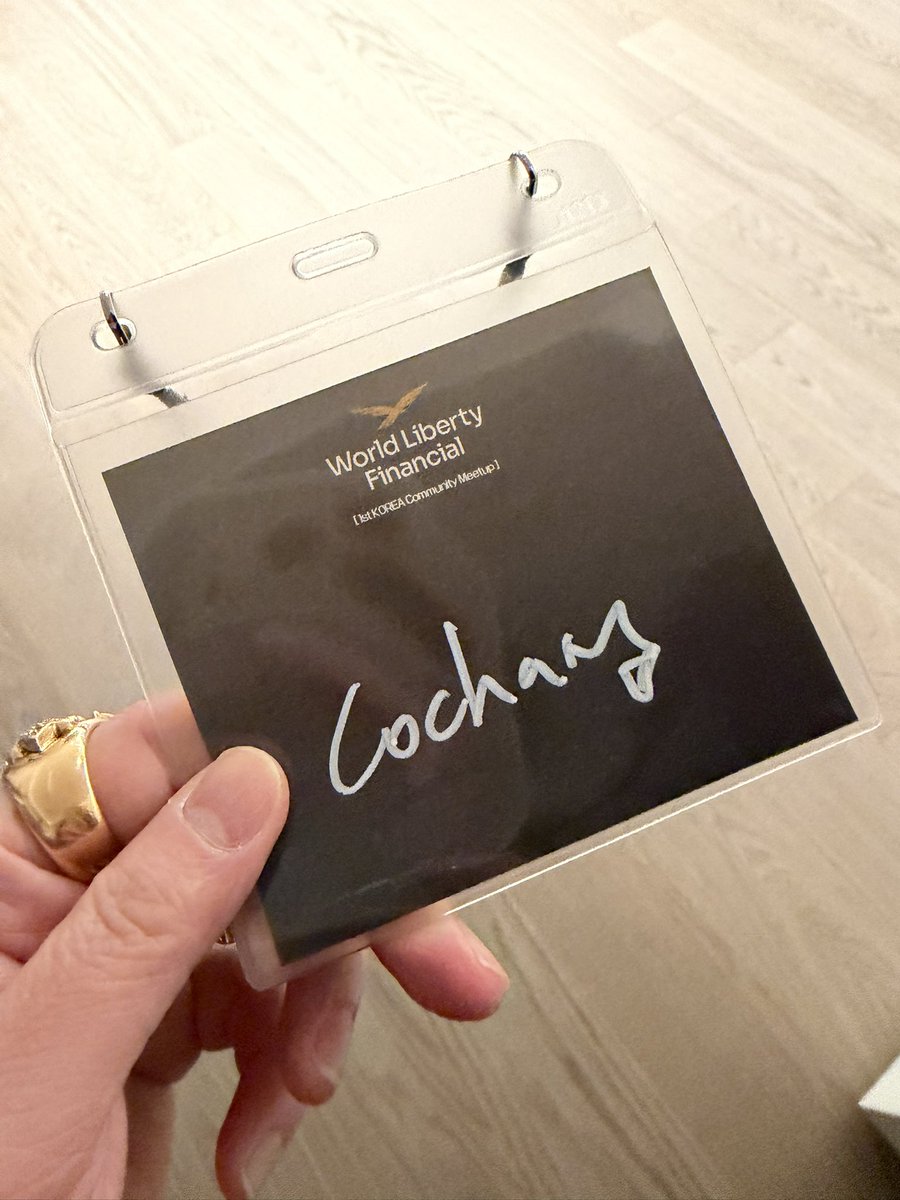 World Liberty
Financial
[1st KOREA Community Meetup]
Cochang